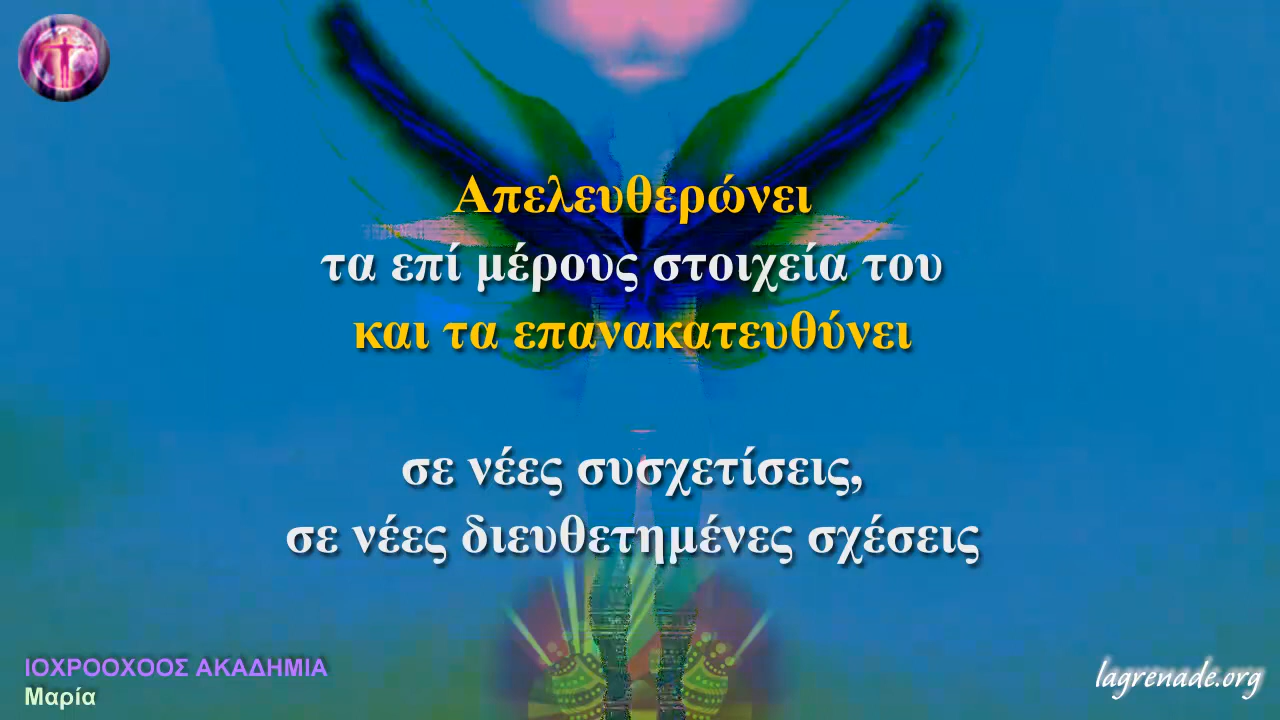 Απελευθερώνει
τα επί μέρους στοιχεία του
και τα επανακατευθύνει
σε νέες συσχετίσεις,
σε νέες διευθετημένες σχέσεις
ΙΟΧΡΟΟΧΟΟΣ ΑΚΑΔΗΜΙΑ
Μαρία
lagrenade.org